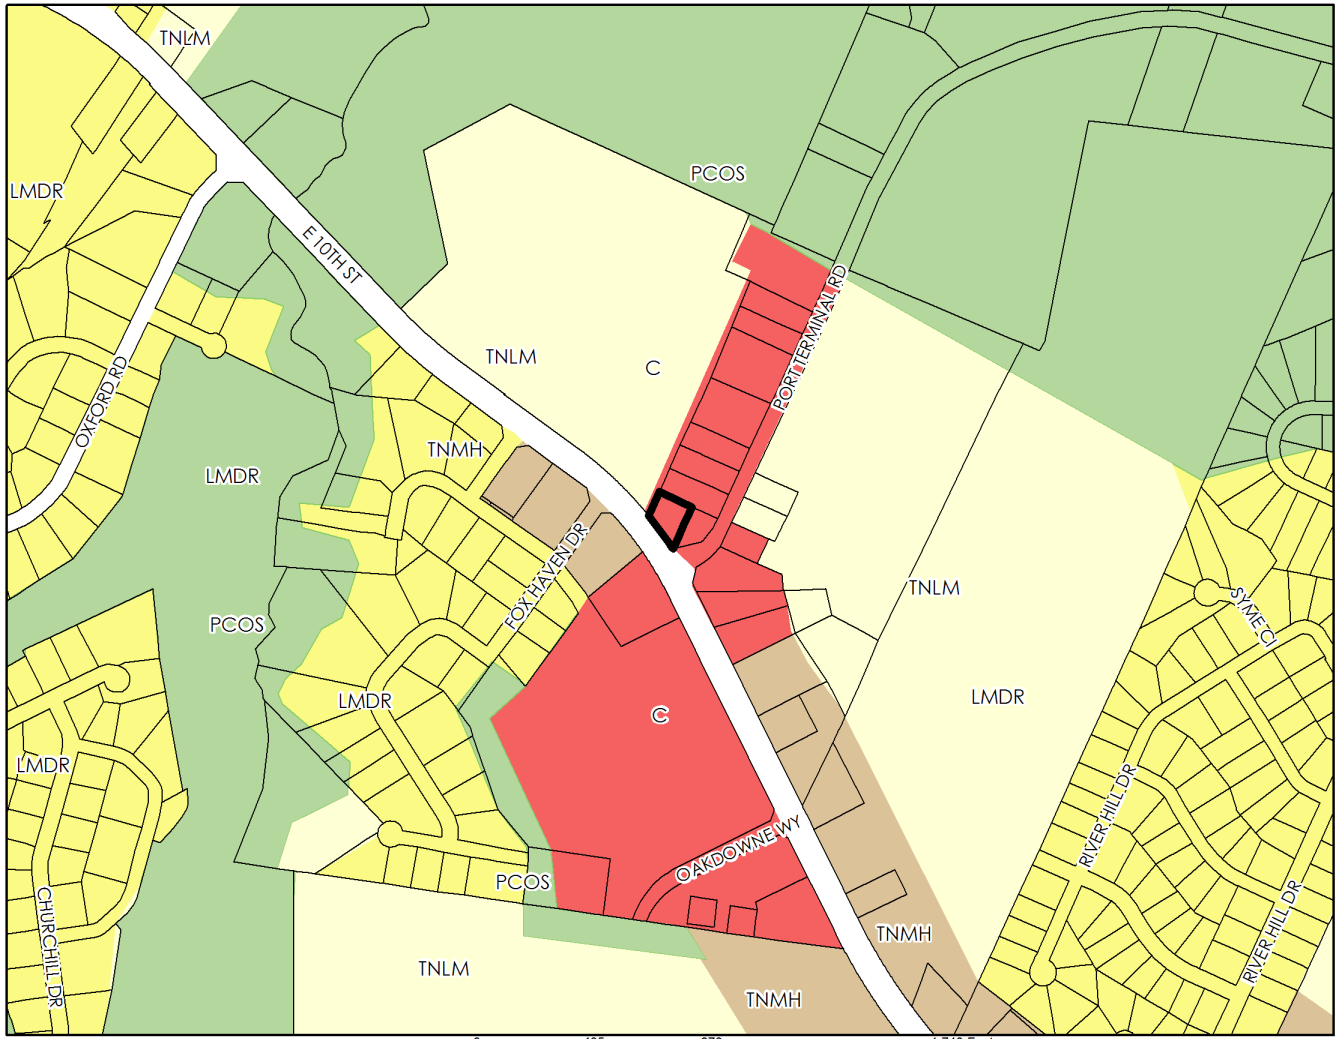 TNLM
PCOS
LMDR
E 10TH ST
PORT TERMINAL RD
TNLM
C
OXFORD RD
TNMH
LMDR
FOX HAVEN DR
TNLM
SYME CI
PCOS
LMDR
LMDR
C
LMDR
RIVER HILL DR
OAKDOWNE WY
PCOS
CHURCHILL DR
TNMH
RIVER HILL DR
TNLM
TNMH